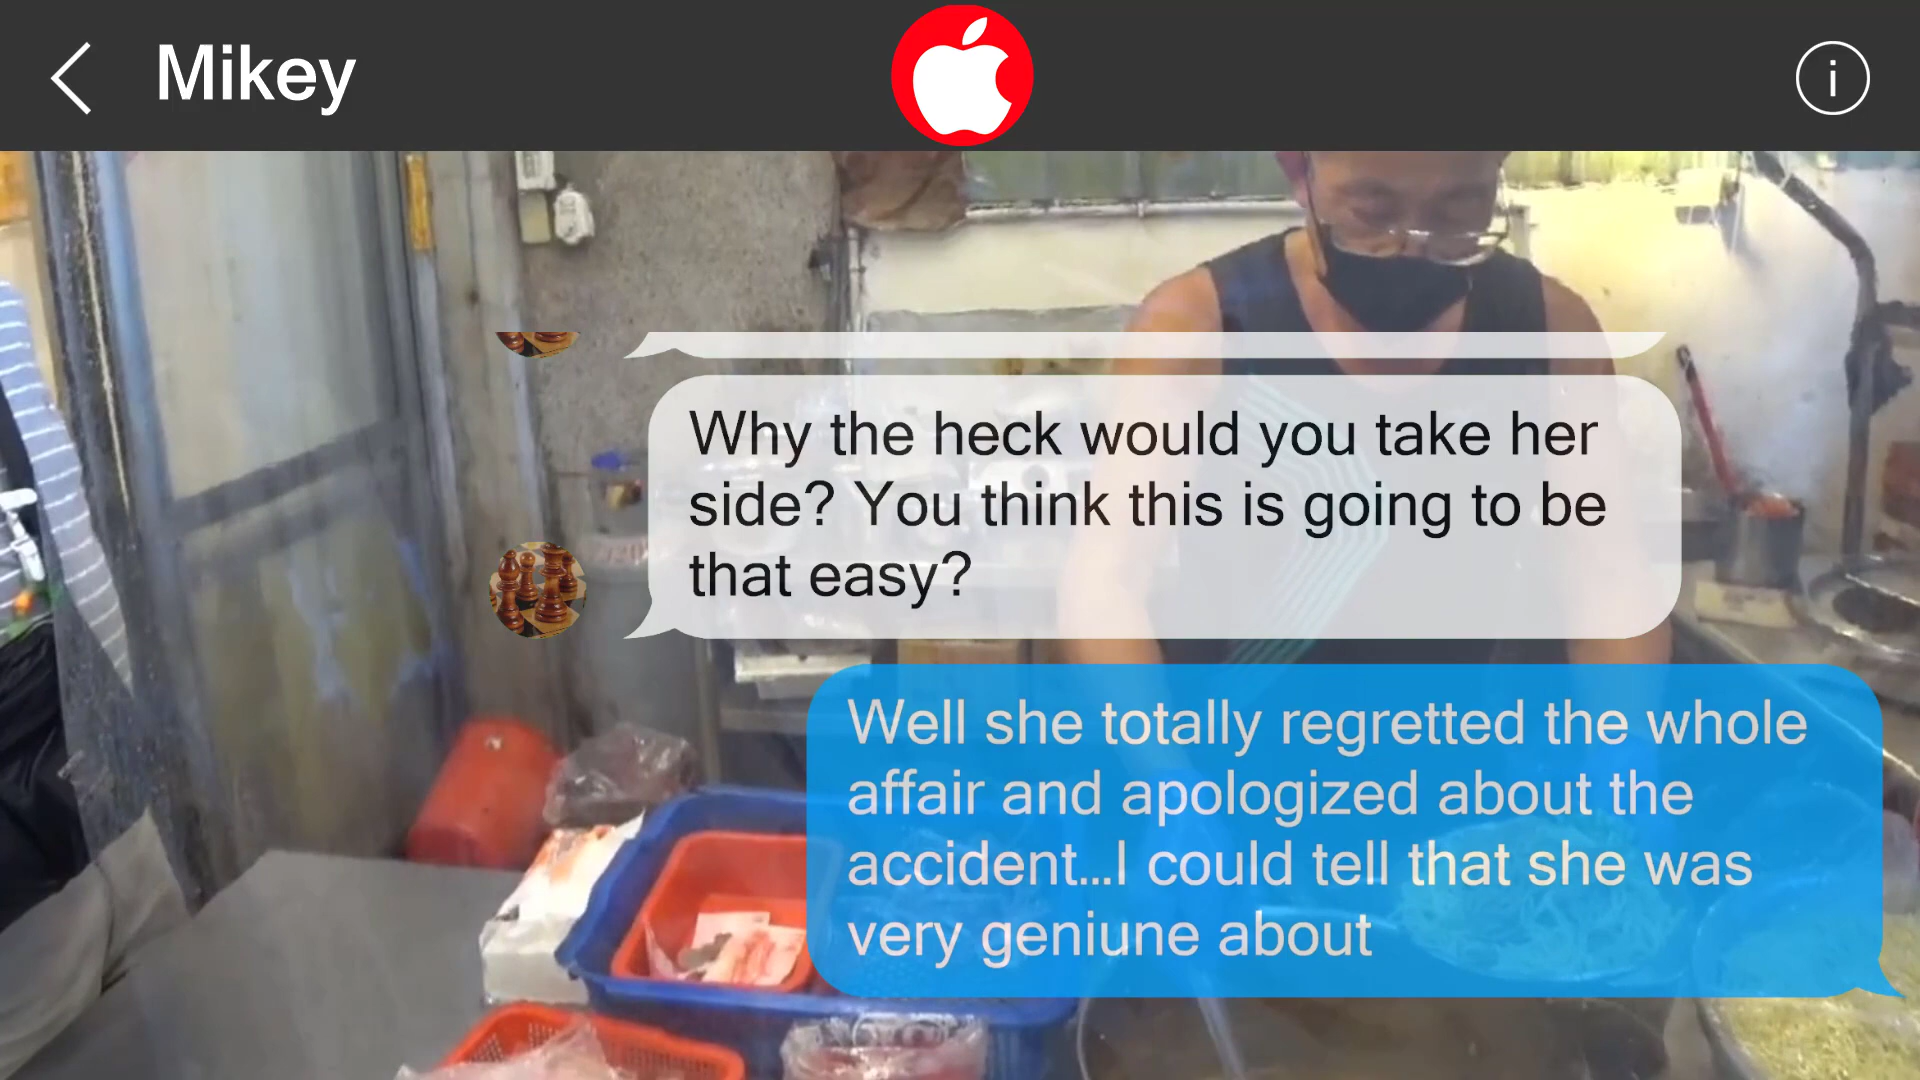 Mikey
Why the heck would you take her
side? You think this is going to be
that easy?
Well she totally regretted the whole
affair and apologized about the
accident...I could tell that she was
very geniune about